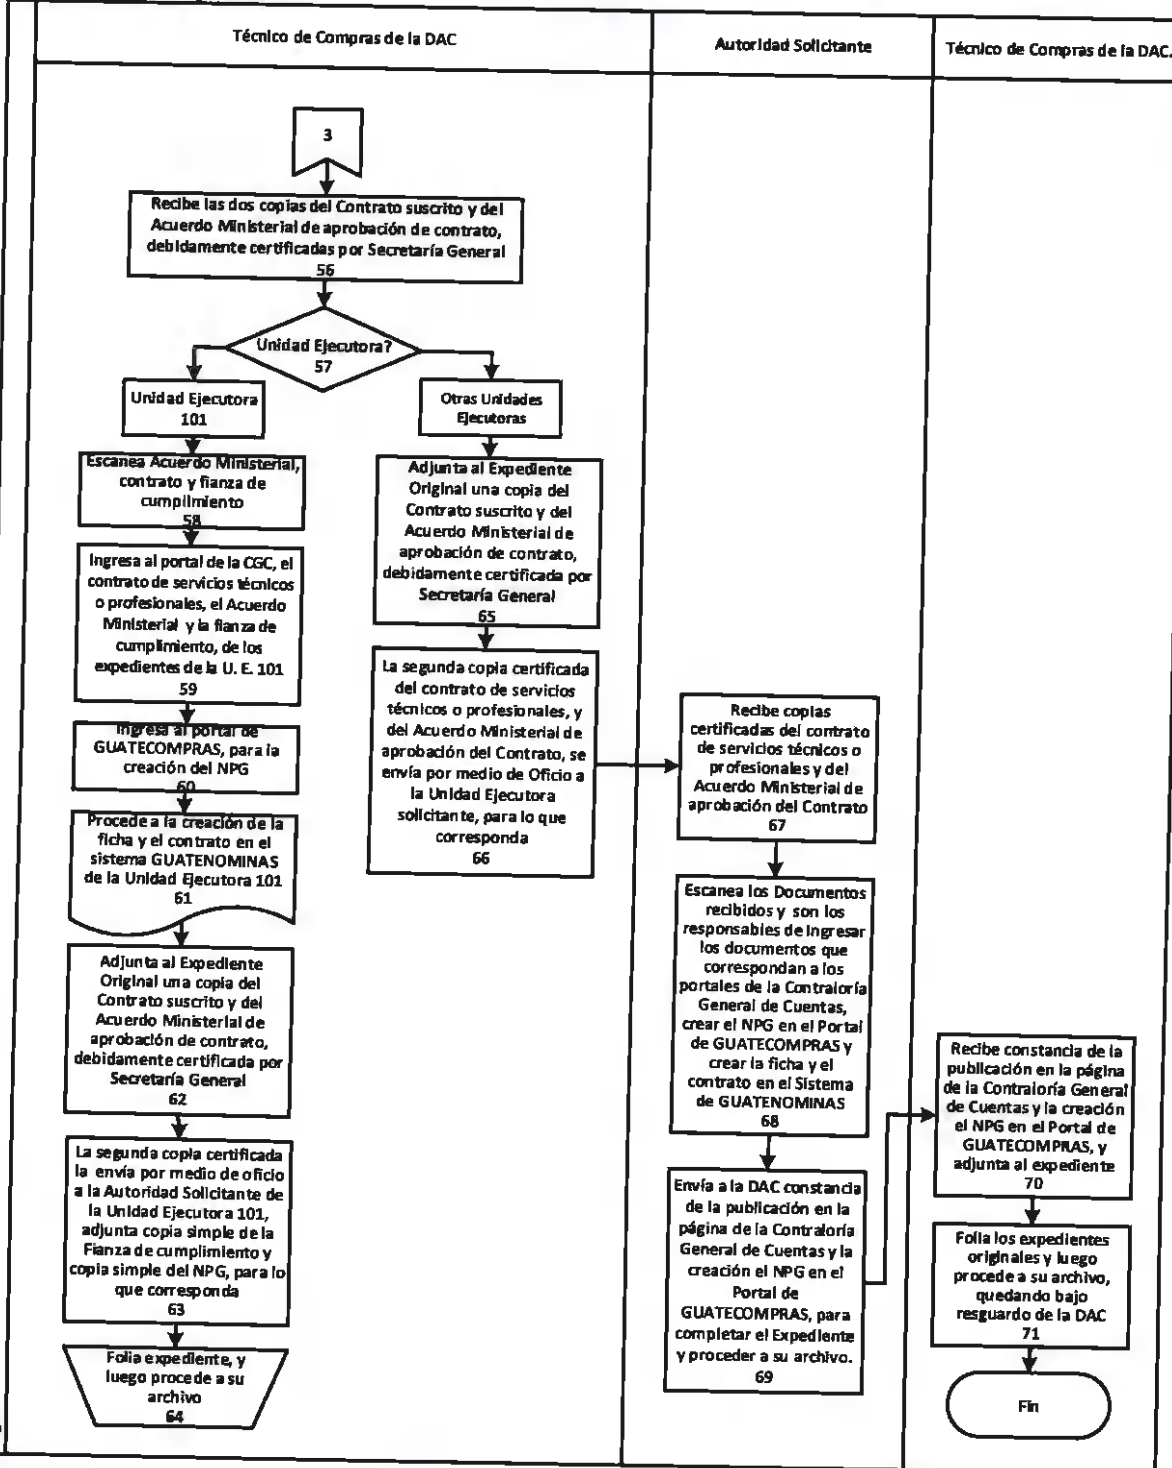 Técnico de Compras de la DAC
Autoridad Solicitante
Técnico de Compras de la DAC.
3
Recibe las dos copias del Contrato suscrito y del
Acuerdo Ministerial de aprobación de contrato,
debidamente certificadas por Secretaría General
56
Unidad Ejecutora?
57
Unidad Ejecutora
101
Otras Unidades
Ejecutoras
Escanea Acuerdo Ministerial,
contrato y fianza de
cumplimiento
58
Ingresa al portal de la CGC, el
contrato de servicios técnicos
o profesionales, el Acuerdo
Ministerial y la fianza de
cumplimiento, de los
expedientes de la U. E. 101
59
Ingresa al portal de
GUATECOMPRAS, para la
creación del NPG
60
Procede a la creación de la
ficha y el contrato en el
sistema GUATENOMINAS
de la Unidad Ejecutora 101
61
Adjunta al Expediente
Original una copia del
Contrato suscrito y del
Acuerdo Ministerial de
aprobación de contrato,
debidamente certificada por
Secretaría General
62
La segunda copia certificada
la envía por medio de oficio
a la Autoridad Solicitante de
la Unidad Ejecutora 101,
adjunta copia simple de la
Fianza de cumplimiento y
copia simple del NPG, para lo
que corresponda
63
Folia expediente, y
luego procede a su
archivo
64
Adjunta al Expediente
Original una copia del
Contrato suscrito y del
Acuerdo Ministerial de
aprobación de contrato,
debidamente certificada por
Secretaría General
65
La segunda copia certificada
del contrato de servicios
técnicos o profesionales, y
del Acuerdo Ministerial de
aprobación del Contrato, se
envía por medio de Oficio a
la Unidad Ejecutora
solicitante, para lo que
corresponda
66
Recibe copias
certificadas del contrato
de servicios técnicos o
profesionales y del
Acuerdo Ministerial de
aprobación del Contrato
67
Escanea los Documentos
recibidos y son los
responsables de ingresar
los documentos que
correspondan a los
portales de la Contraloría
General de Cuentas,
crear el NPG en el Portal
de GUATECOMPRAS y
crear la ficha y el
contrato en el Sistema
de GUATENOMINAS
68
Envía a la DAC constancia
de la publicación en la
página de la Contraloría
General de Cuentas y la
creación el NPG en el
Portal de
GUATECOMPRAS, para
completar el Expediente
y proceder a su archivo.
69
Recibe constancia de la
publicación en la página
de la Contraloría General
de Cuentas y la creación
el NPG en el Portal de
GUATECOMPRAS, y
adjunta al expediente
70
Folia los expedientes
originales y luego
procede a su archivo,
quedando bajo
resguardo de la DAC
71
Fin